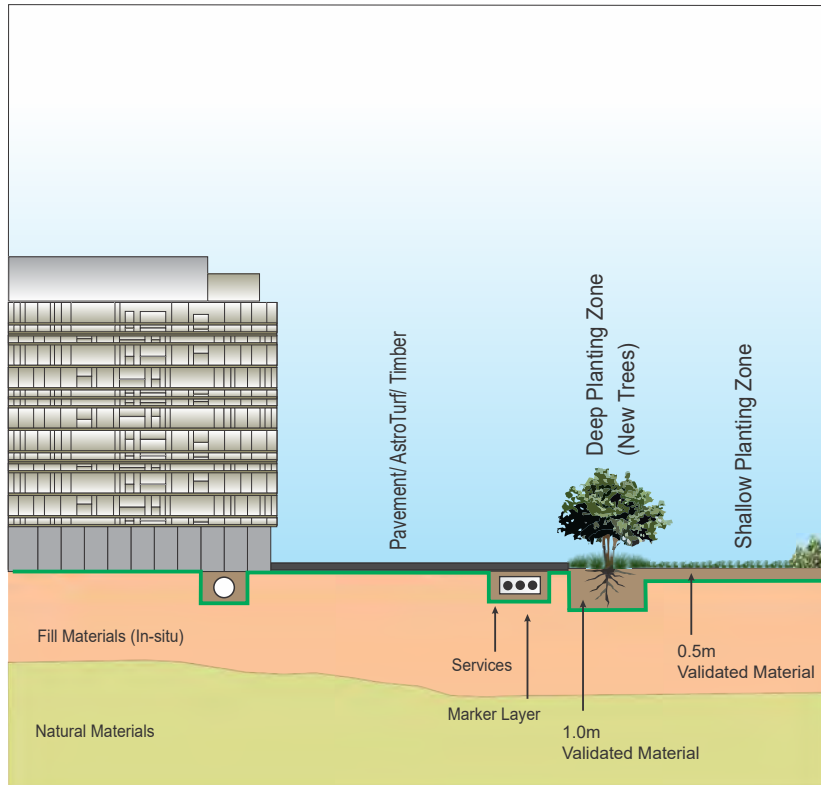 Pavement/ AstroTurf/ Timber
Deep Planting Zone
(New Trees)
Shallow Planting Zone
Fill Materials (In-situ)
Services
Marker Layer
0.5m
Validated Material
1.0m
Validated Material
Natural Materials